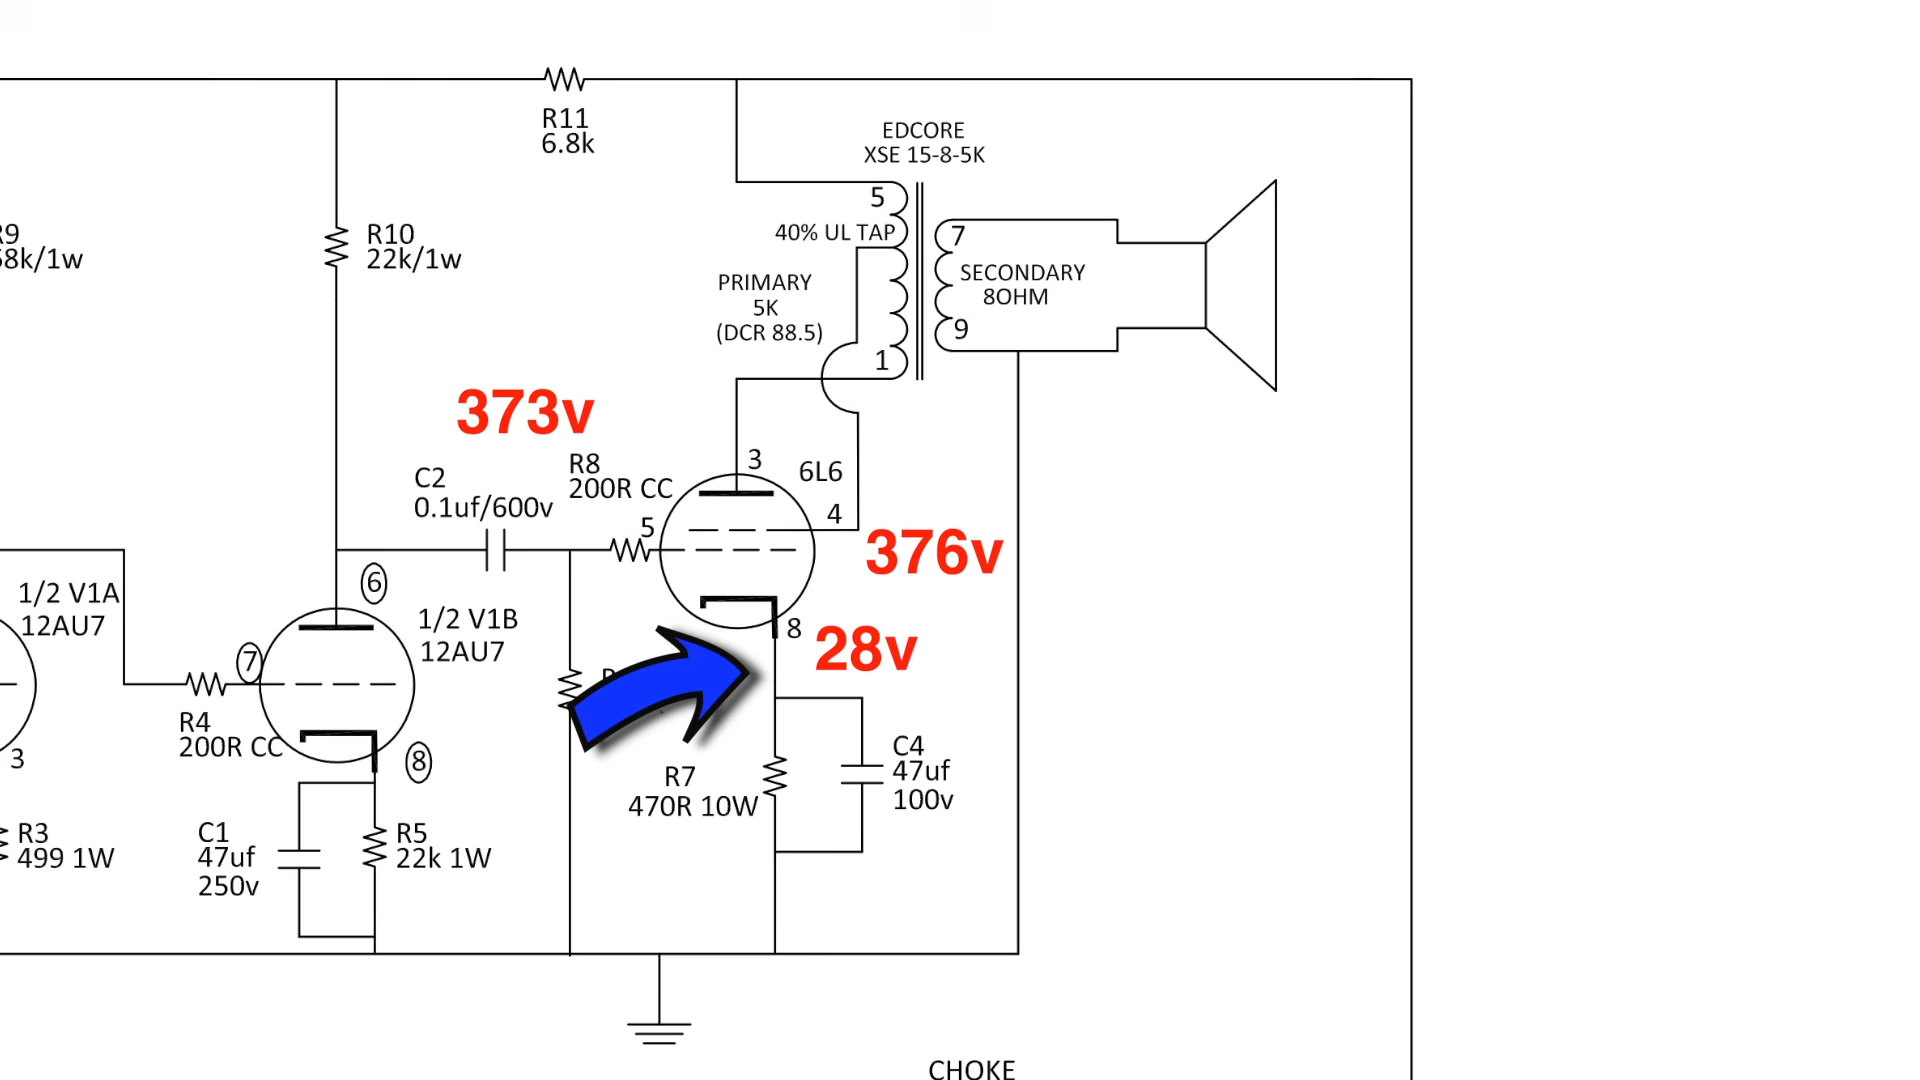 R11
6.8k
EDCORE
XSE 15-8-5K
5
40% UL TAP
7
SECONDARY
8OHM
9
PRIMARY
5K
(DCR 88.5)
1
8k/1w
R10
22k/1w
373v
C2
0.1uf/600v
R8
200R CC
3
6L6
4
5
376v
1/2 V1A
12AU7
6
1/2 V1B
12AU7
7
8
28v
R4
200R CC
3
8
R3
499 1W
C1
47uf
250v
R5
22k 1W
R7
470R 10W
C4
47uf
100v
CHOKE